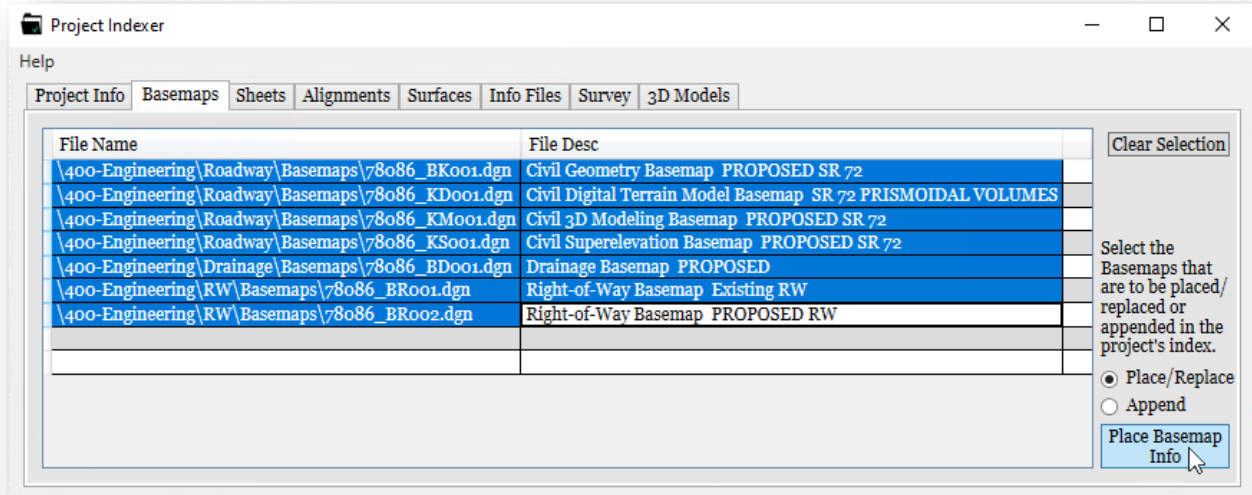 Project Indexer
Help
Project Info Basemaps Sheets Alignments Surfaces Info Files Survey 3D Models
File Name File Desc
\400-Engineering\Roadway\Basemaps\78086_BK001.dgn Civil Geometry Basemap PROPOSED SR 72
\400-Engineering\Roadway\Basemaps\78086_KD001.dgn Civil Digital Terrain Model Basemap SR 72 PRISMOIDAL VOLUMES
\400-Engineering\Roadway\Basemaps\78086_KM001.dgn Civil 3D Modeling Basemap PROPOSED SR 72
\400-Engineering\Roadway\Basemaps\78086_KS001.dgn Civil Superelevation Basemap PROPOSED SR 72
\400-Engineering\Drainage\Basemaps\78086_BD001.dgn Drainage Basemap PROPOSED
\400-Engineering\RW\Basemaps\78086_BR001.dgn Right-of-Way Basemap Existing RW
\400-Engineering\RW\Basemaps\78086_BR002.dgn Right-of-Way Basemap PROPOSED RW
Clear Selection
Select the
Basemaps that
are to be placed/
replaced or
appended in the
project's index.
Place/Replace
Append
Place Basemap
Info